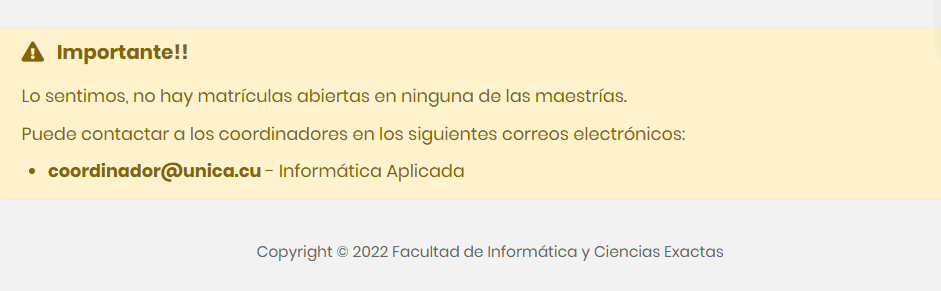 Importante!!
Lo sentimos, no hay matrículas abiertas en ninguna de las maestrías.
Puede contactar a los coordinadores en los siguientes correos electrónicos:
• coordinador@unica.cu - Informática Aplicada
Copyright © 2022 Facultad de Informática y Ciencias Exactas